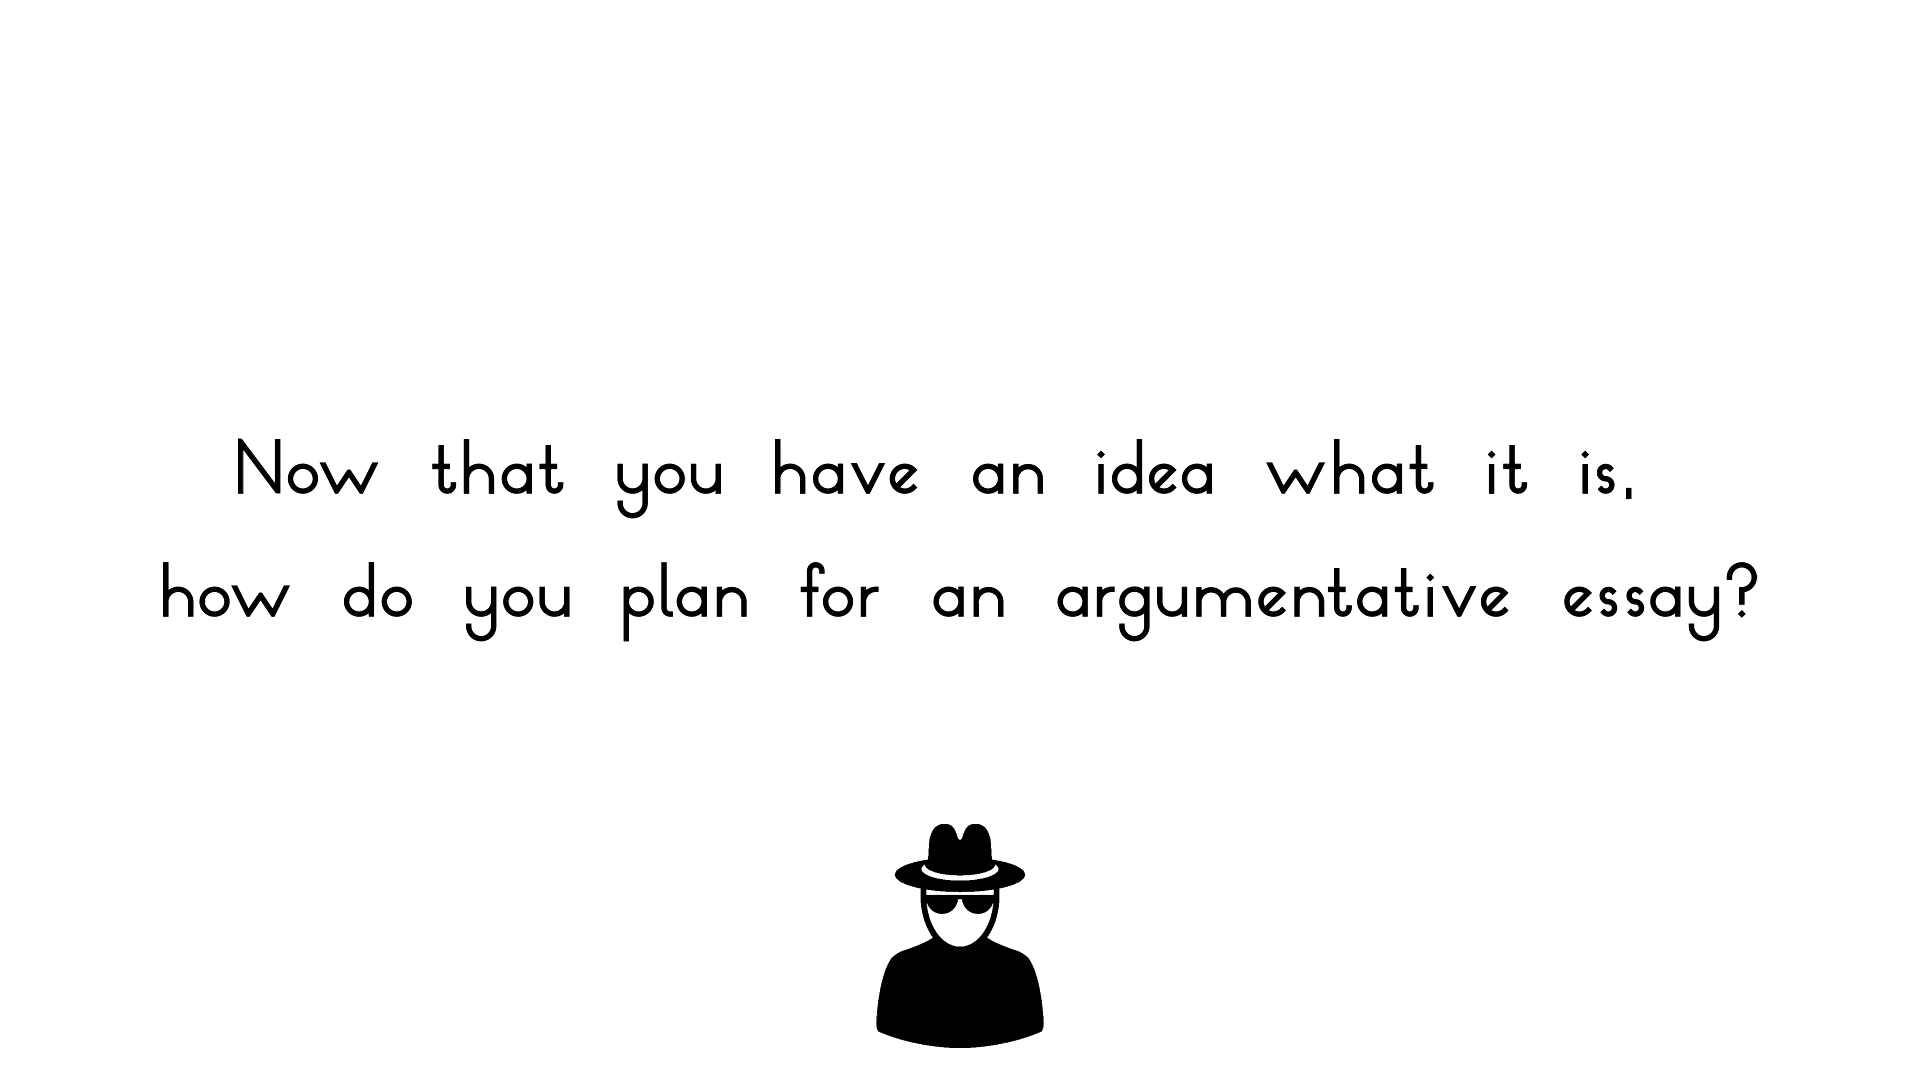 Now that you have an idea what it is,
how do you plan for an argumentative essay?